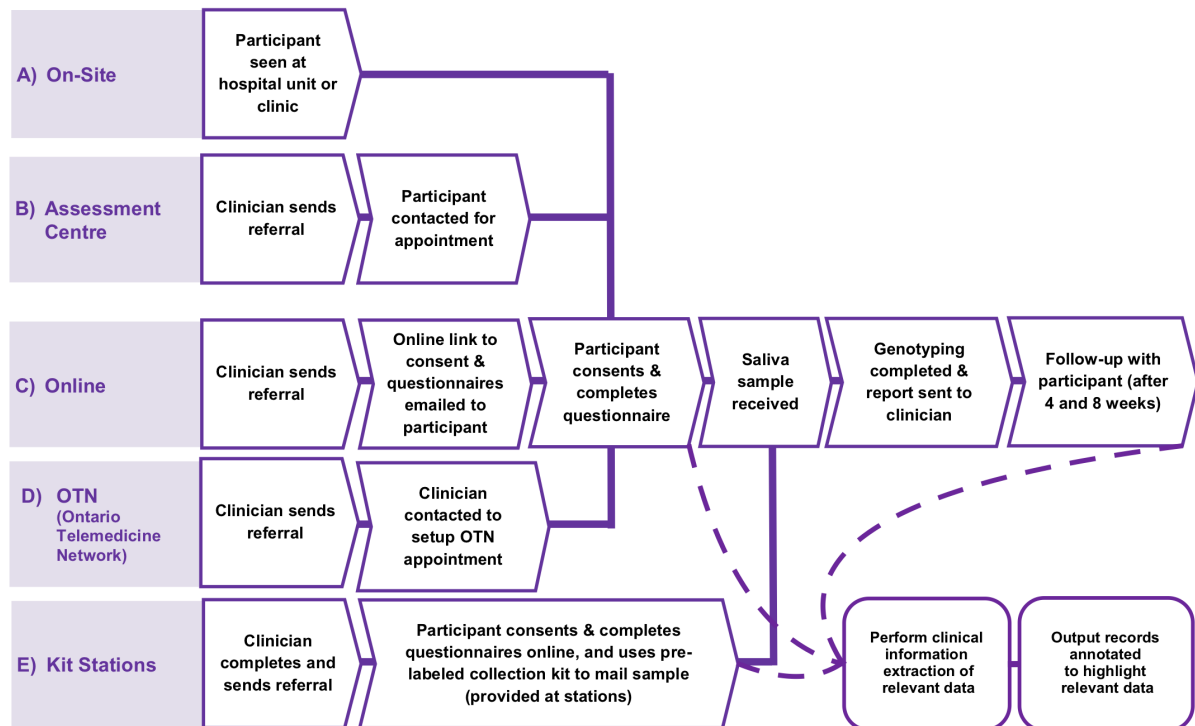 A) On-Site
Participant
seen at
hospital unit or
clinic
B) Assessment
Centre
Clinician sends
referral
Participant
contacted for
appointment
C) Online
Clinician sends
referral
Online link to
consent &
questionnaires
emailed to
participant
Participant
consents &
completes
questionnaire
Saliva
sample
received
Genotyping
completed &
report sent to
clinician
Follow-up with
participant (after
4 and 8 weeks)
D) OTN
(Ontario
Telemedicine
Network)
Clinician sends
referral
Clinician
contacted to
setup OTN
appointment
E) Kit Stations
Clinician
completes and
sends referral
Participant consents & completes
questionnaires online, and uses pre-
labeled collection kit to mail sample
(provided at stations)
Perform clinical
information
extraction of
relevant data
Output records
annotated
to highlight
relevant data